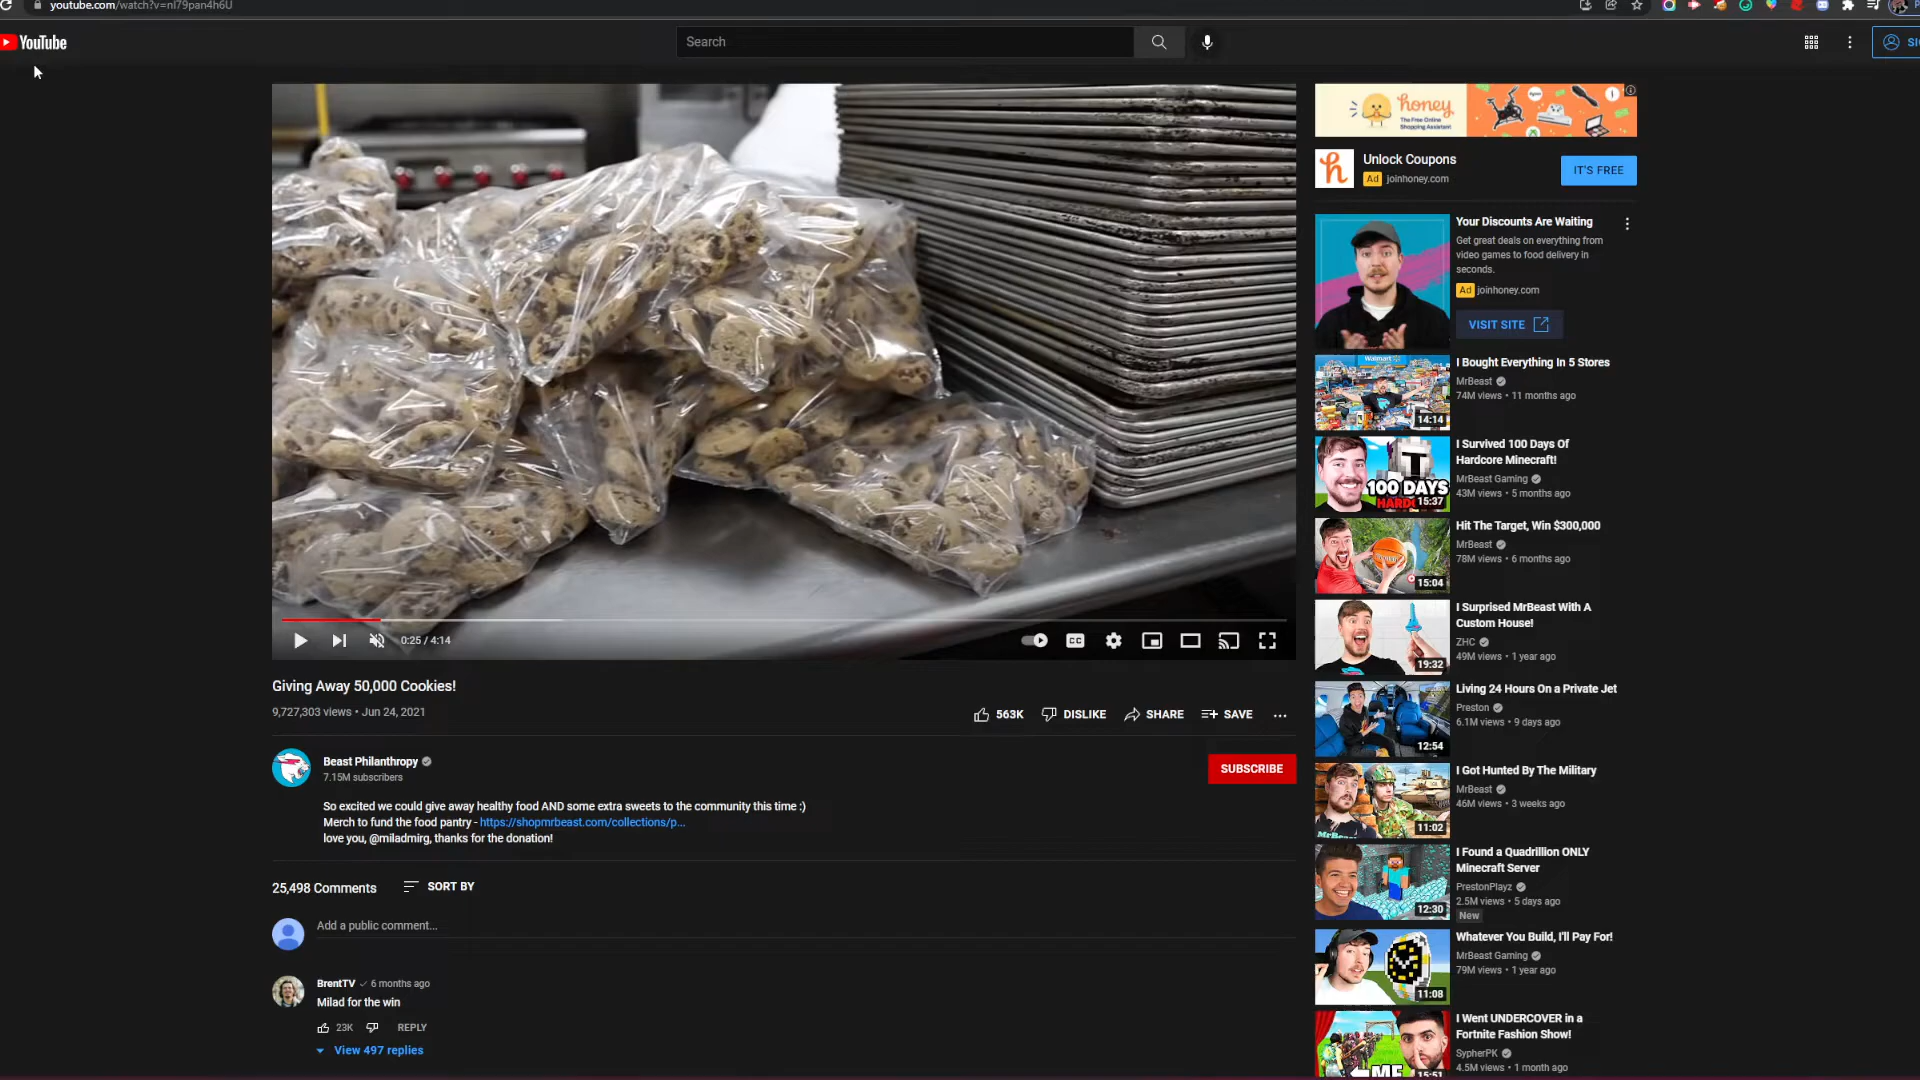 youtube.com/watch?v=nl79pan4h6U
YouTube
Search
honey
The Free Online
Shopping Assistant
Unlock Coupons
Ad joinhoney.com
IT'S FREE
Your Discounts Are Waiting
Get great deals on everything from
video games to food delivery in
seconds.
Ad joinhoney.com
VISIT SITE
Walmart
14:14
I Bought Everything In 5 Stores
MrBeast
74M views • 11 months ago
100 DAYS
15:37
I Survived 100 Days Of
Hardcore Minecraft!
MrBeast Gaming
43M views • 5 months ago
15:04
Hit The Target, Win $300,000
MrBeast
78M views • 6 months ago
19:32
I Surprised MrBeast With A
Custom House!
ZHC
49M views • 1 year ago
12:54
Living 24 Hours On a Private Jet
Preston
6.1M views • 9 days ago
11:02
I Got Hunted By The Military
MrBeast
46M views • 3 weeks ago
12:30
I Found a Quadrillion ONLY
Minecraft Server
PrestonPlayz
2.5M views • 5 days ago
New
11:08
Whatever You Build, I'll Pay For!
MrBeast Gaming
79M views • 1 year ago
ME
15:51
I Went UNDERCOVER in a
Fortnite Fashion Show!
SypherPK
4.5M views • 1 month ago
0:25 / 4:14
CC
Giving Away 50,000 Cookies!
9,727,303 views • Jun 24, 2021
563K
DISLIKE
SHARE
SAVE
Beast Philanthropy
7.15M subscribers
SUBSCRIBE
So excited we could give away healthy food AND some extra sweets to the community this time :)
Merch to fund the food pantry - https://shopmrbeast.com/collections/p...
love you, @miladmirg, thanks for the donation!
25,498 Comments
SORT BY
Add a public comment...
BrentTV 6 months ago
Milad for the win
23K
REPLY
View 497 replies